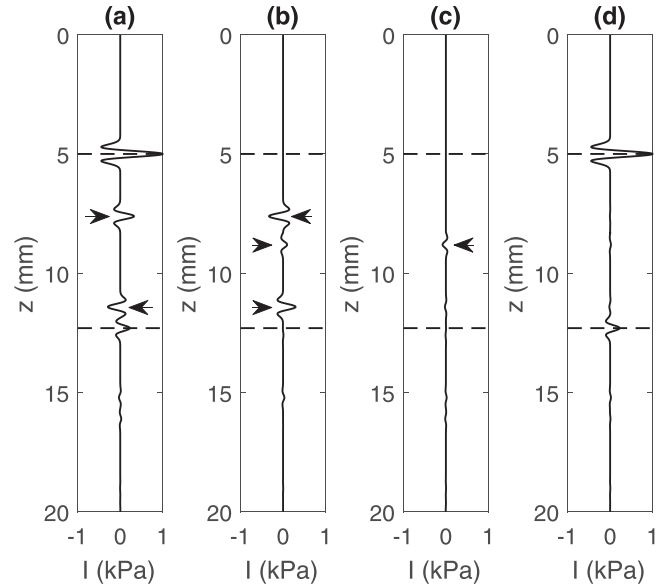 (a) (b) (c) (d)
0 0 0 0
5 5 5 5
10 10 10 10
15 15 15 15
20 20 20 20
z (mm) z (mm) z (mm) z (mm)
-1 0 1 -1 0 1 -1 0 1 -1 0 1
I (kPa) I (kPa) I (kPa) I (kPa)